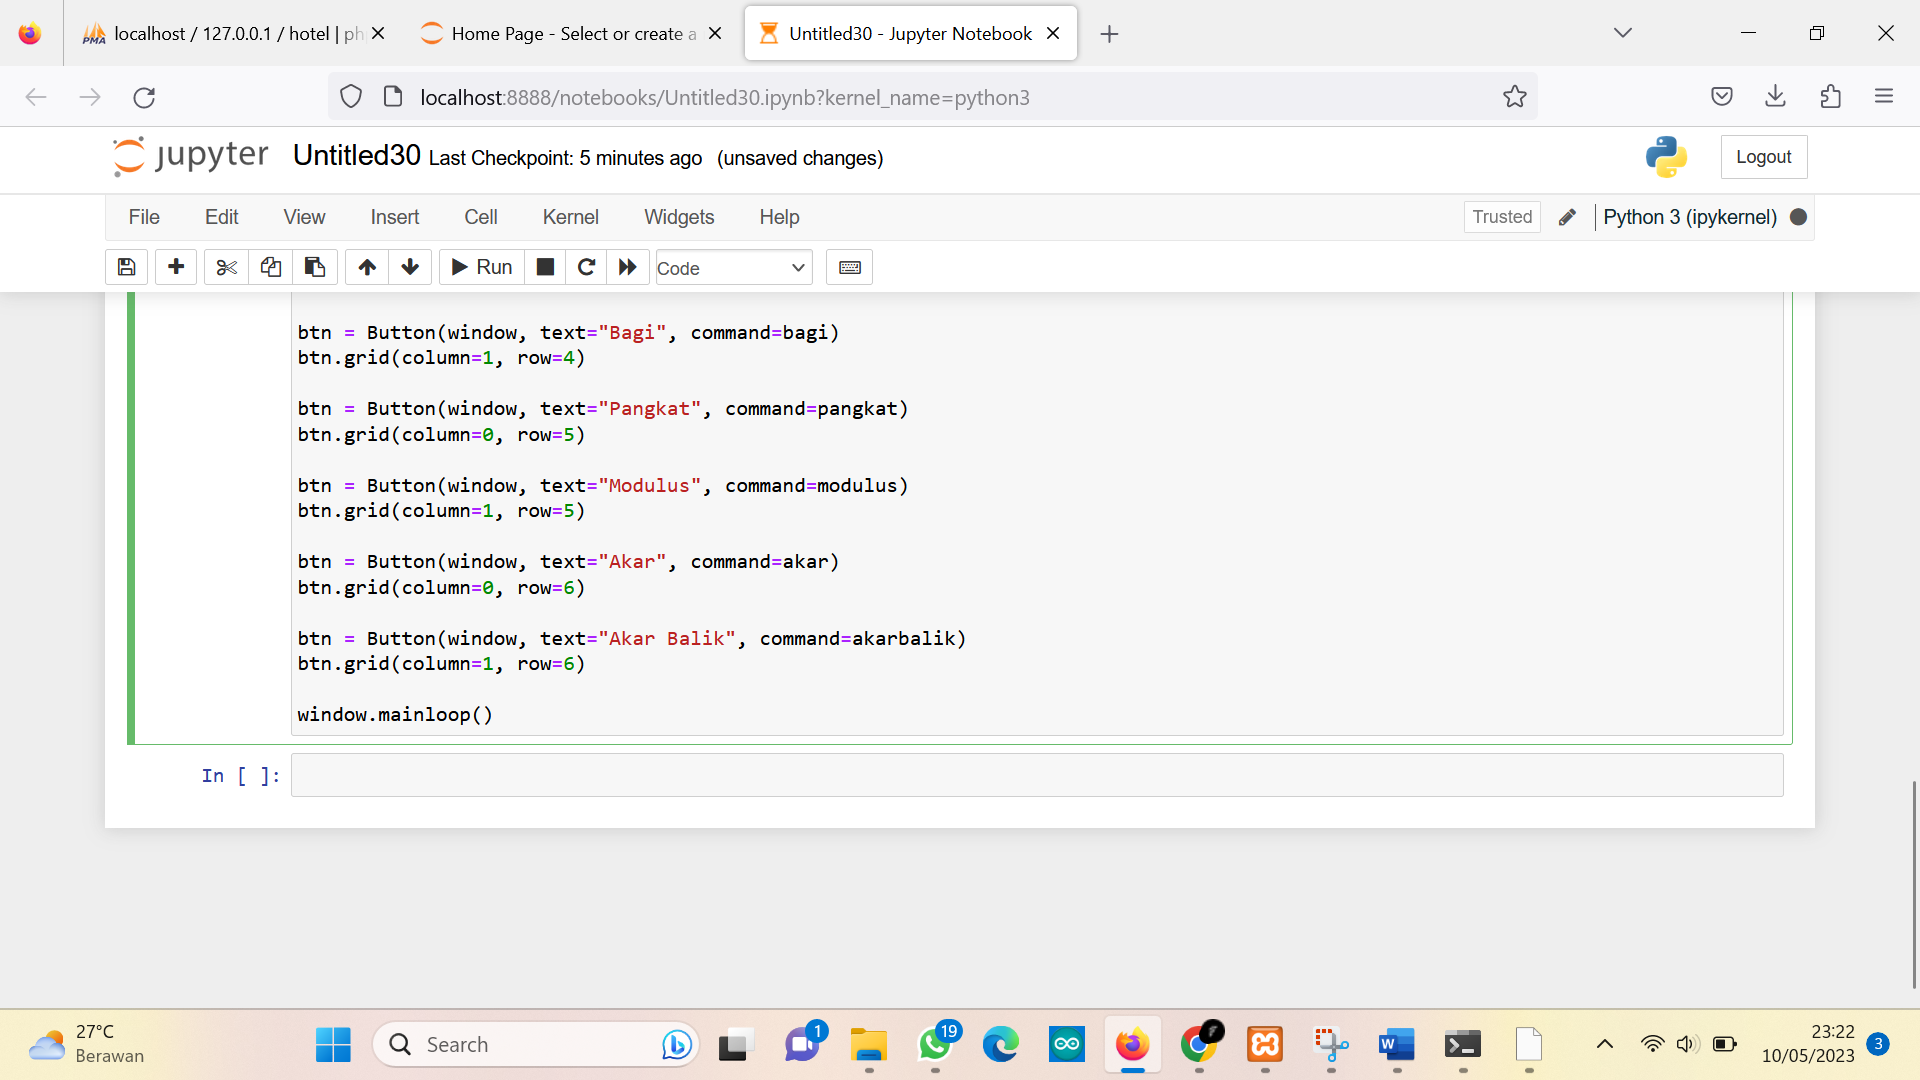 localhost / 127.0.0.1 / hotel | ph
Home Page - Select or create a
Untitled30 - Jupyter Notebook
localhost:8888/notebooks/Untitled30.ipynb?kernel_name=python3
jupyter Untitled30 Last Checkpoint: 5 minutes ago (unsaved changes)
Logout
File Edit View Insert Cell Kernel Widgets Help
Trusted Python 3 (ipykernel)
Run Code
btn = Button(window, text="Bagi", command=bagi)
btn.grid(column=1, row=4)
btn = Button(window, text="Pangkat", command=pangkat)
btn.grid(column=0, row=5)
btn = Button(window, text="Modulus", command=modulus)
btn.grid(column=1, row=5)
btn = Button(window, text="Akar", command=akar)
btn.grid(column=0, row=6)
btn = Button(window, text="Akar Balik", command=akarbalik)
btn.grid(column=1, row=6)
window.mainloop()
In [ ]:
27°C
Berawan
Search
1
19
23:22
10/05/2023
3